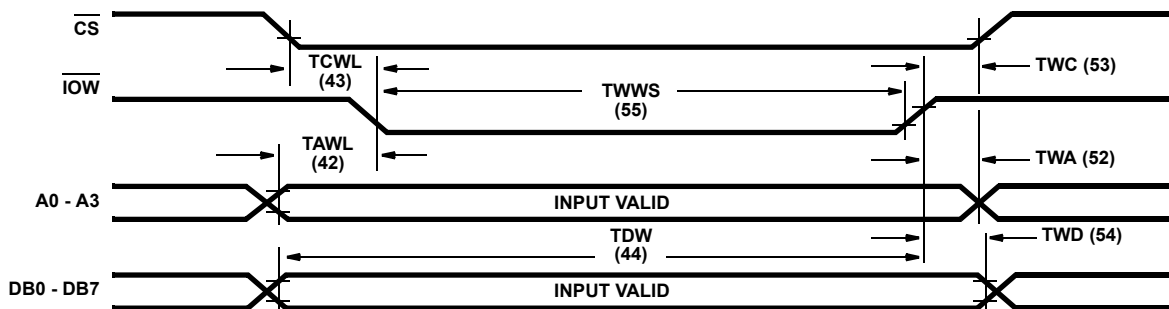 CS
TCWL
(43)
TWC (53)
IOW
TWWS
(55)
TAWL
(42)
TWA (52)
A0 - A3
INPUT VALID
TDW
(44)
TWD (54)
DB0 - DB7
INPUT VALID